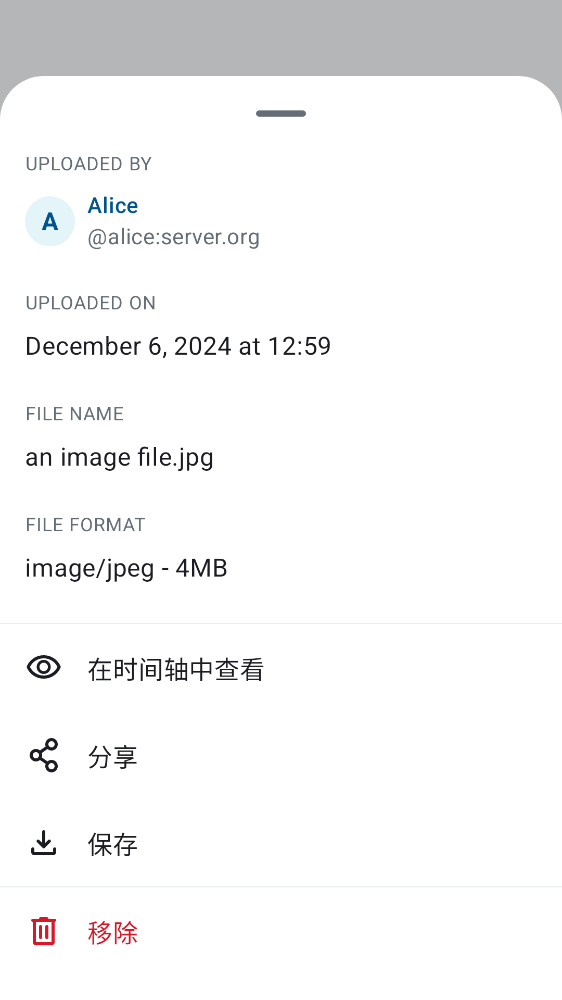 UPLOADED BY
A
Alice
@alice:server.org
UPLOADED ON
December 6, 2024 at 12:59
FILE NAME
an image file.jpg
FILE FORMAT
image/jpeg - 4MB
在时间轴中查看
分享
保存
移除